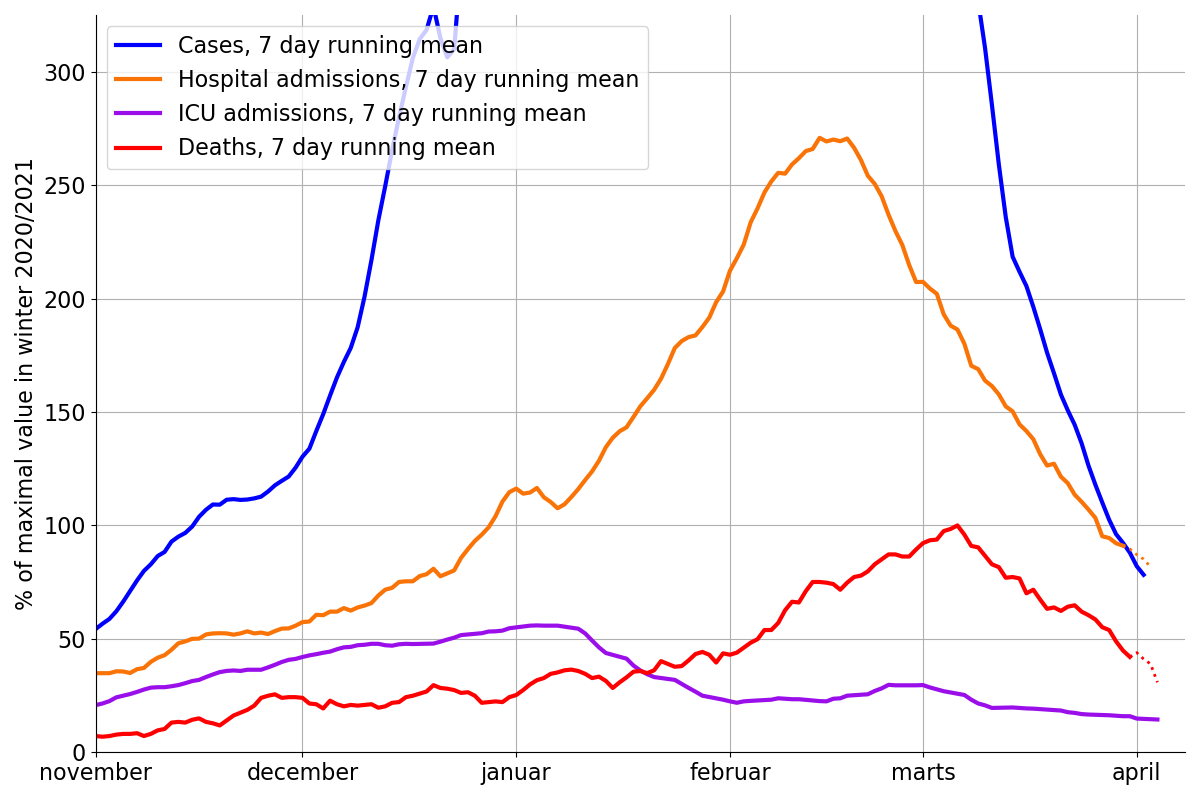 Cases, 7 day running mean
Hospital admissions, 7 day running mean
ICU admissions, 7 day running mean
Deaths, 7 day running mean
% of maximal value in winter 2020/2021
300
250
200
150
100
50
0
november december januar februar marts april